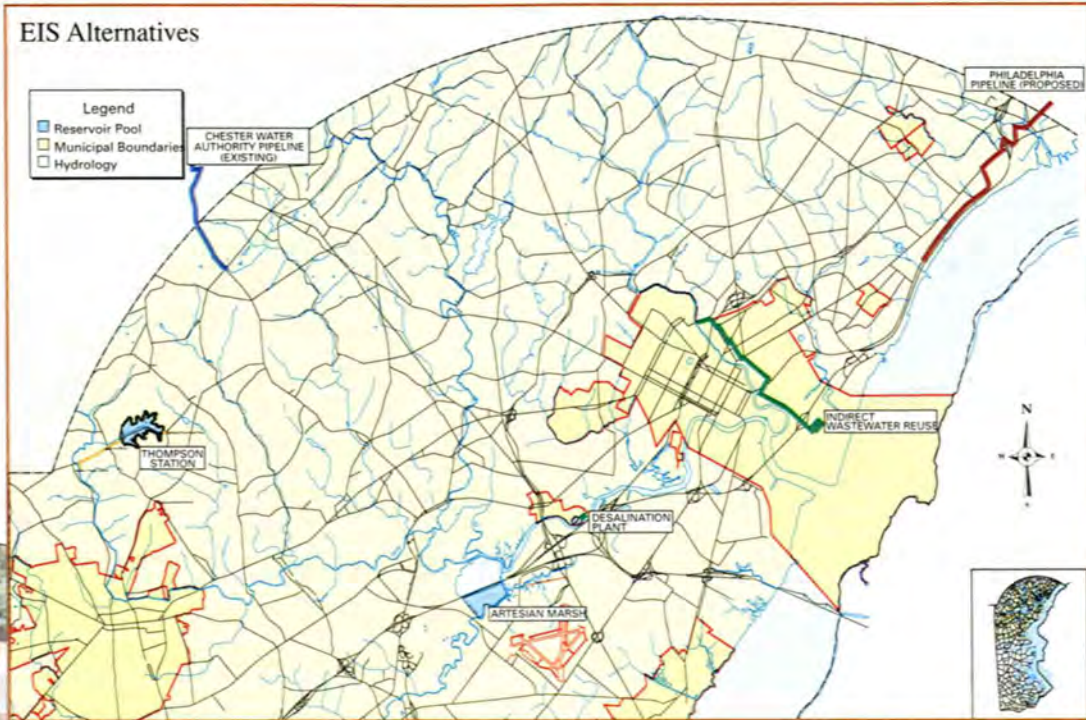 EIS Alternatives
PHILADELPHIA
PIPELINE (PROPOSED)
Legend
Reservoir Pool
Municipal Boundaries
Hydrology
CHESTER WATER
AUTHORITY PIPELINE
(EXISTING)
INDIRECT
WASTEWATER REUSE
THOMPSON
STATION
N
DESALINATION
PLANT
ARTESIAN MARSH